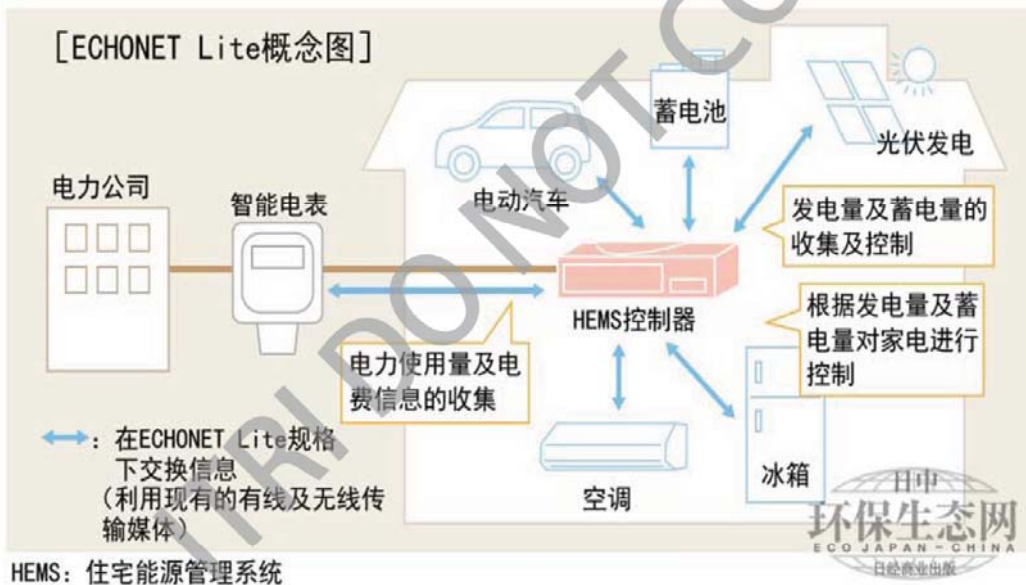 [ECHONET Lite概念图]
蓄电池
光伏发电
电动汽车
电力公司
智能电表
发电量及蓄电量的
收集及控制
HEMS控制器
根据发电量及蓄
电量对家电进行
控制
电力使用量及电
费信息的收集
:在ECHONET Lite规格
下交换信息
(利用现有的有线及无线传
输媒体)
空调
冰箱
日中
环保生态网
ECO JAPAN-CHINA
日经商业出版
HEMS:住宅能源管理系统
ITRI DO NOT CO